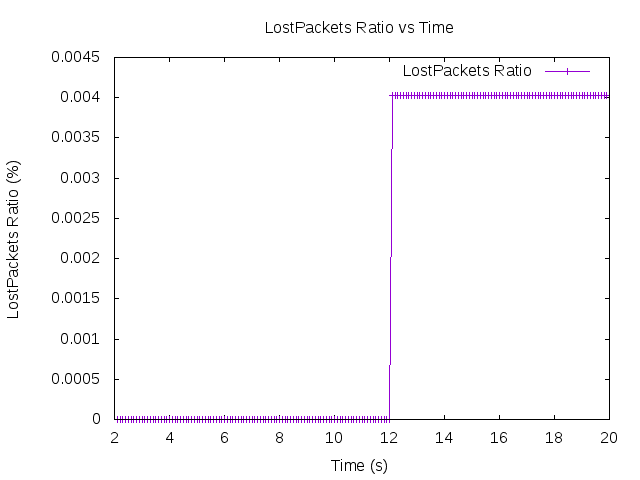 LostPackets Ratio vs Time
LostPackets Ratio
LostPackets Ratio (%)
0.0045
0.004
0.0035
0.003
0.0025
0.002
0.0015
0.001
0.0005
0
2 4 6 8 10 12 14 16 18 20
Time (s)